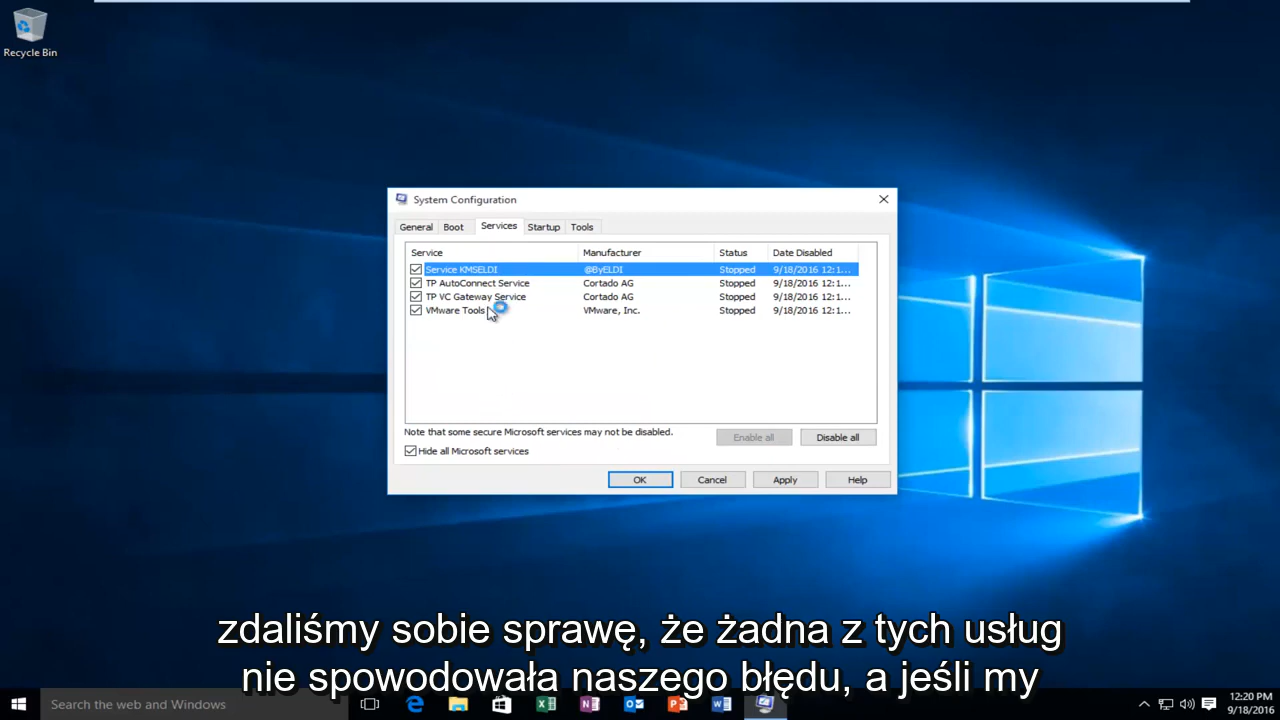 Recycle Bin
System Configuration
General Boot Services Startup Tools
Service Manufacturer Status Date Disabled
Service KMSELDI @ByELDI Stopped 9/18/2016 12:1...
TP AutoConnect Service Cortado AG Stopped 9/18/2016 12:1...
TP VC Gateway Service Cortado AG Stopped 9/18/2016 12:1...
VMware Tools VMware, Inc. Stopped 9/18/2016 12:1...
Note that some secure Microsoft services may not be disabled.
Enable all Disable all
Hide all Microsoft services
OK Cancel Apply Help
zdaliśmy sobie sprawę, że żadna z tych usług
nie spowodowała naszego błędu, a jeśli my
Search the web and Windows
12:20 PM
9/18/2016